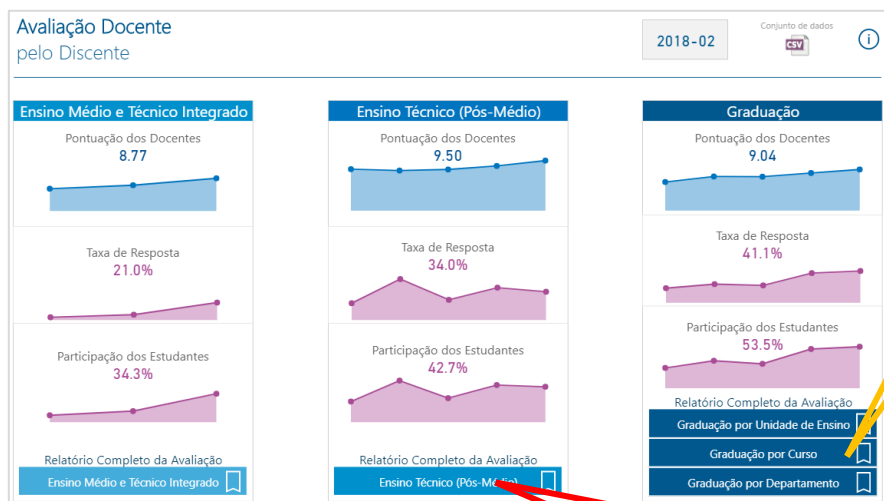 Avaliação Docente
pelo Discente
2018-02
Conjunto de dados
CSV
i
Ensino Médio e Técnico Integrado
Pontuação dos Docentes
8.77
Taxa de Resposta
21.0%
Participação dos Estudantes
34.3%
Relatório Completo da Avaliação
Ensino Médio e Técnico Integrado
Ensino Técnico (Pós-Médio)
Pontuação dos Docentes
9.50
Taxa de Resposta
34.0%
Participação dos Estudantes
42.7%
Relatório Completo da Avaliação
Ensino Técnico (Pós-Médio)
Graduação
Pontuação dos Docentes
9.04
Taxa de Resposta
41.1%
Participação dos Estudantes
53.5%
Relatório Completo da Avaliação
Graduação por Unidade de Ensino
Graduação por Curso
Graduação por Departamento